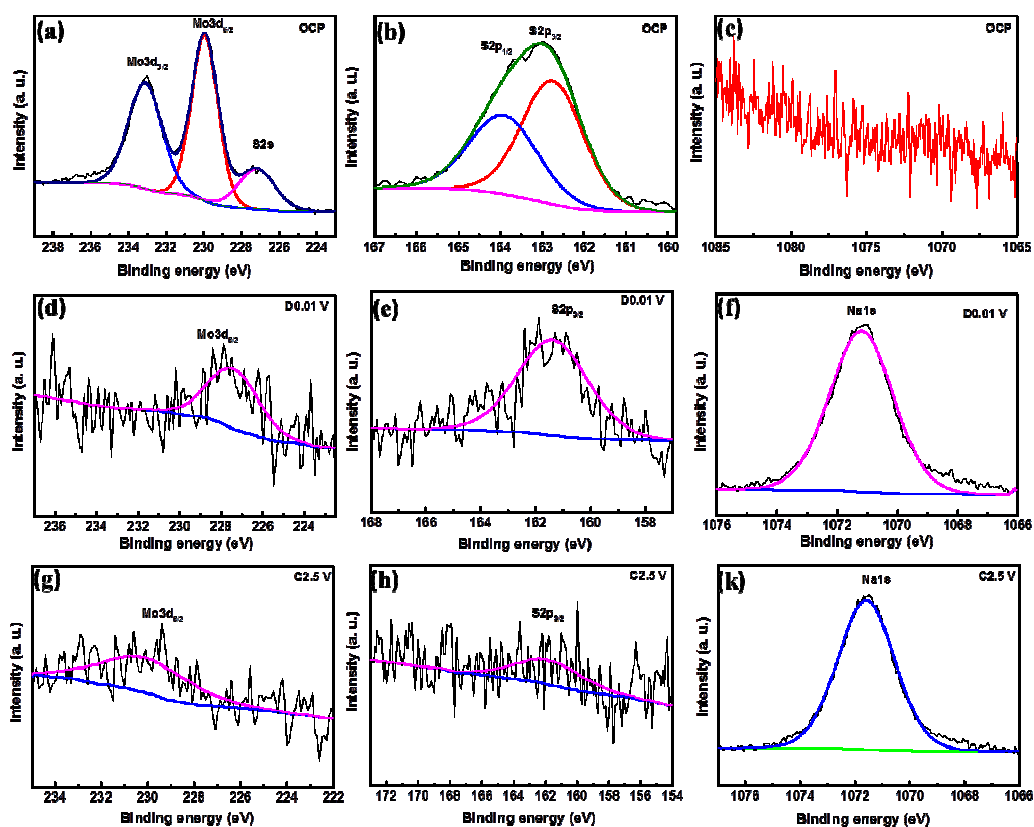 (a) Mo3d5/2 OCP
Mo3d3/2
S2s
Intensity (a. u.)
238 236 234 232 230 228 226 224
Binding energy (eV)
(b) S2p3/2 OCP
S2p1/2
Intensity (a. u.)
167 166 165 164 163 162 161 160
Binding energy (eV)
(c) OCP
Intensity (a. u.)
1085 1080 1075 1070 1065
Binding energy (eV)
(d) D0.01 V
Mo3d5/2
Intensity (a. u.)
236 234 232 230 228 226 224
Binding energy (eV)
(e) D0.01 V
S2p3/2
Intensity (a. u.)
168 166 164 162 160 158
Binding energy (eV)
(f) Na1s D0.01 V
Intensity (a. u.)
1076 1074 1072 1070 1068 1066
Binding energy (eV)
(g) C2.5 V
Mo3d5/2
Intensity (a. u.)
234 232 230 228 226 224 222
Binding energy (eV)
(h) C2.5 V
S2p3/2
Intensity (a. u.)
172 170 168 166 164 162 160 158 156 154
Binding energy (eV)
(k) Na1s C2.5 V
Intensity (a. u.)
1076 1074 1072 1070 1068 1066
Binding energy (eV)